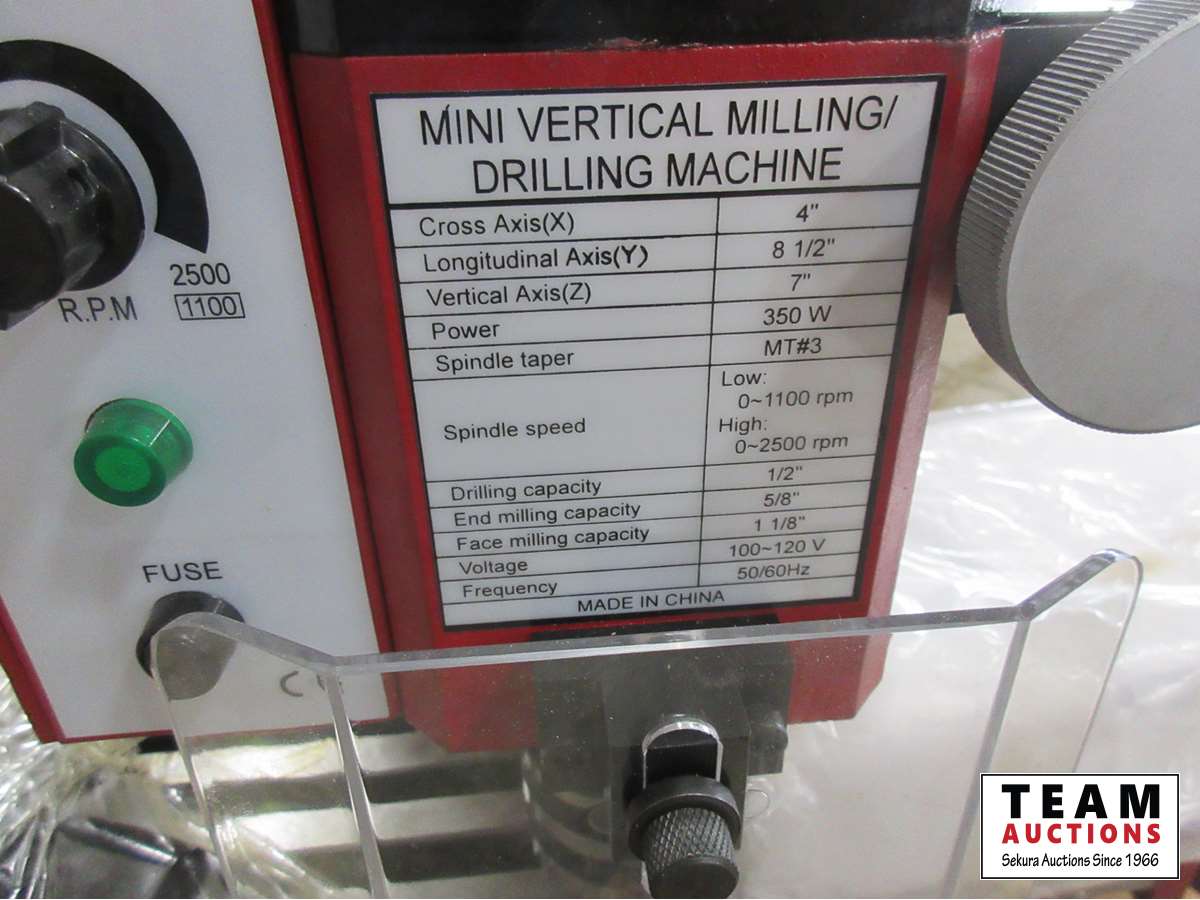 MINI VERTICAL MILLING/
DRILLING MACHINE
Cross Axis(X) 4"
Longitudinal Axis(Y) 8 1/2"
Vertical Axis(Z) 7"
Power 350 W
Spindle taper MT#3
Spindle speed
Low:
0~1100 rpm
High:
0~2500 rpm
Drilling capacity 1/2"
End milling capacity 5/8"
Face milling capacity 1 1/8"
Voltage 100~120 V
Frequency 50/60Hz
MADE IN CHINA
2500
R.P.M 1100
FUSE
CE
TEAM
AUCTIONS
Sekura Auctions Since 1966